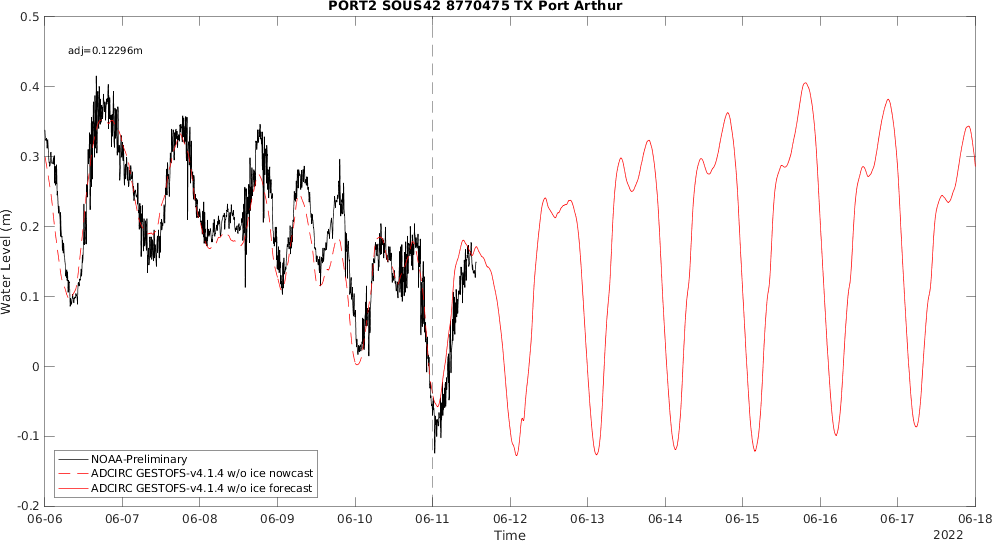 PORT2 SOUS42 8770475 TX Port Arthur
adj=0.12296m
0.5
0.4
0.3
0.2
0.1
0
-0.1
-0.2
Water Level (m)
NOAA-Preliminary
ADCIRC GESTOFS-v4.1.4 w/o ice nowcast
ADCIRC GESTOFS-v4.1.4 w/o ice forecast
06-06 06-07 06-08 06-09 06-10 06-11 06-12 06-13 06-14 06-15 06-16 06-17 06-18
Time
2022